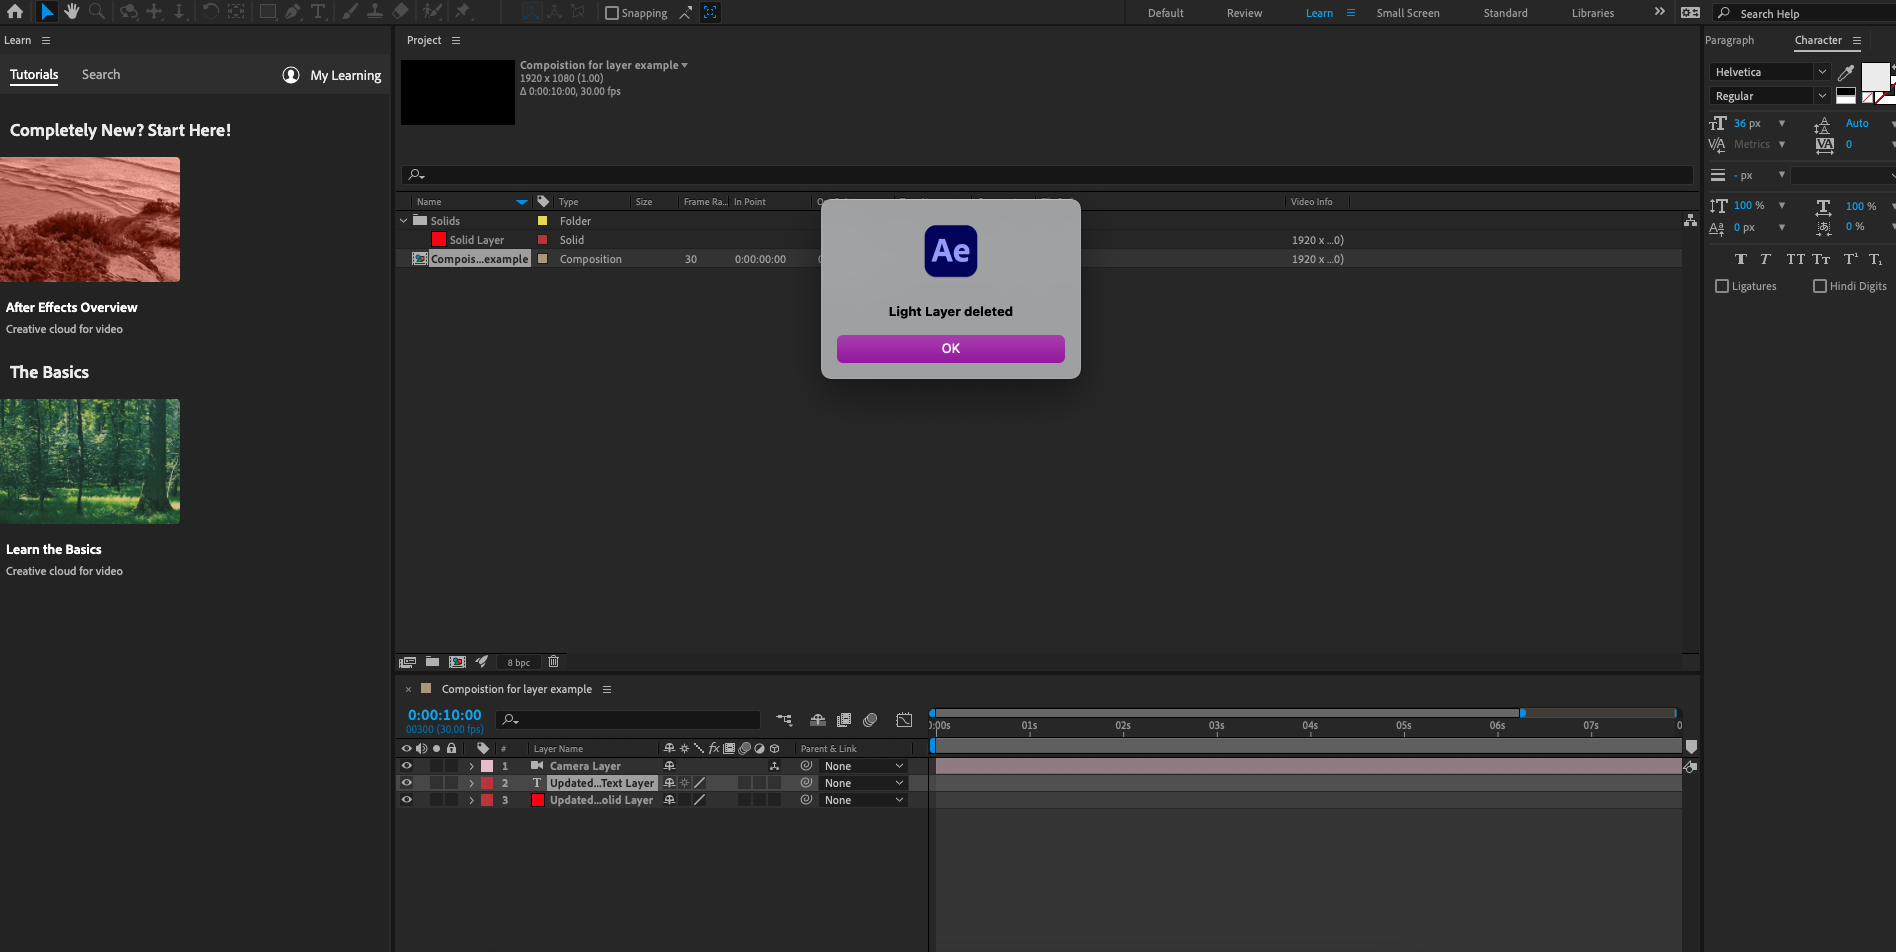 Snapping
Default
Review
Learn
Small Screen
Standard
Libraries
Search Help
Learn
Tutorials
Search
My Learning
Completely New? Start Here!
After Effects Overview
Creative cloud for video
The Basics
Learn the Basics
Creative cloud for video
Project
Compoistion for layer example
1920 x 1080 (1.00)
Δ 0:00:10:00, 30.00 fps
Name Type Size Frame Ra... In Point Video Info
Solids Folder
Solid Layer Solid 1920 x ...0)
Compois...example Composition 30 0:00:00:00 1920 x ...0)
Ae
Light Layer deleted
OK
8 bpc
Compoistion for layer example
0:00:10:00
00300 (30.00 fps)
# Layer Name fx Parent & Link
1 Camera Layer None
2 T Updated...Text Layer None
3 Updated...olid Layer None
):00s 01s 02s 03s 04s 05s 06s 07s 0
Paragraph
Character
Helvetica
Regular
36 px Auto
Metrics 0
- px
100 % 100 %
0 px 0 %
T T TT Tt T¹ T₁
Ligatures Hindi Digits